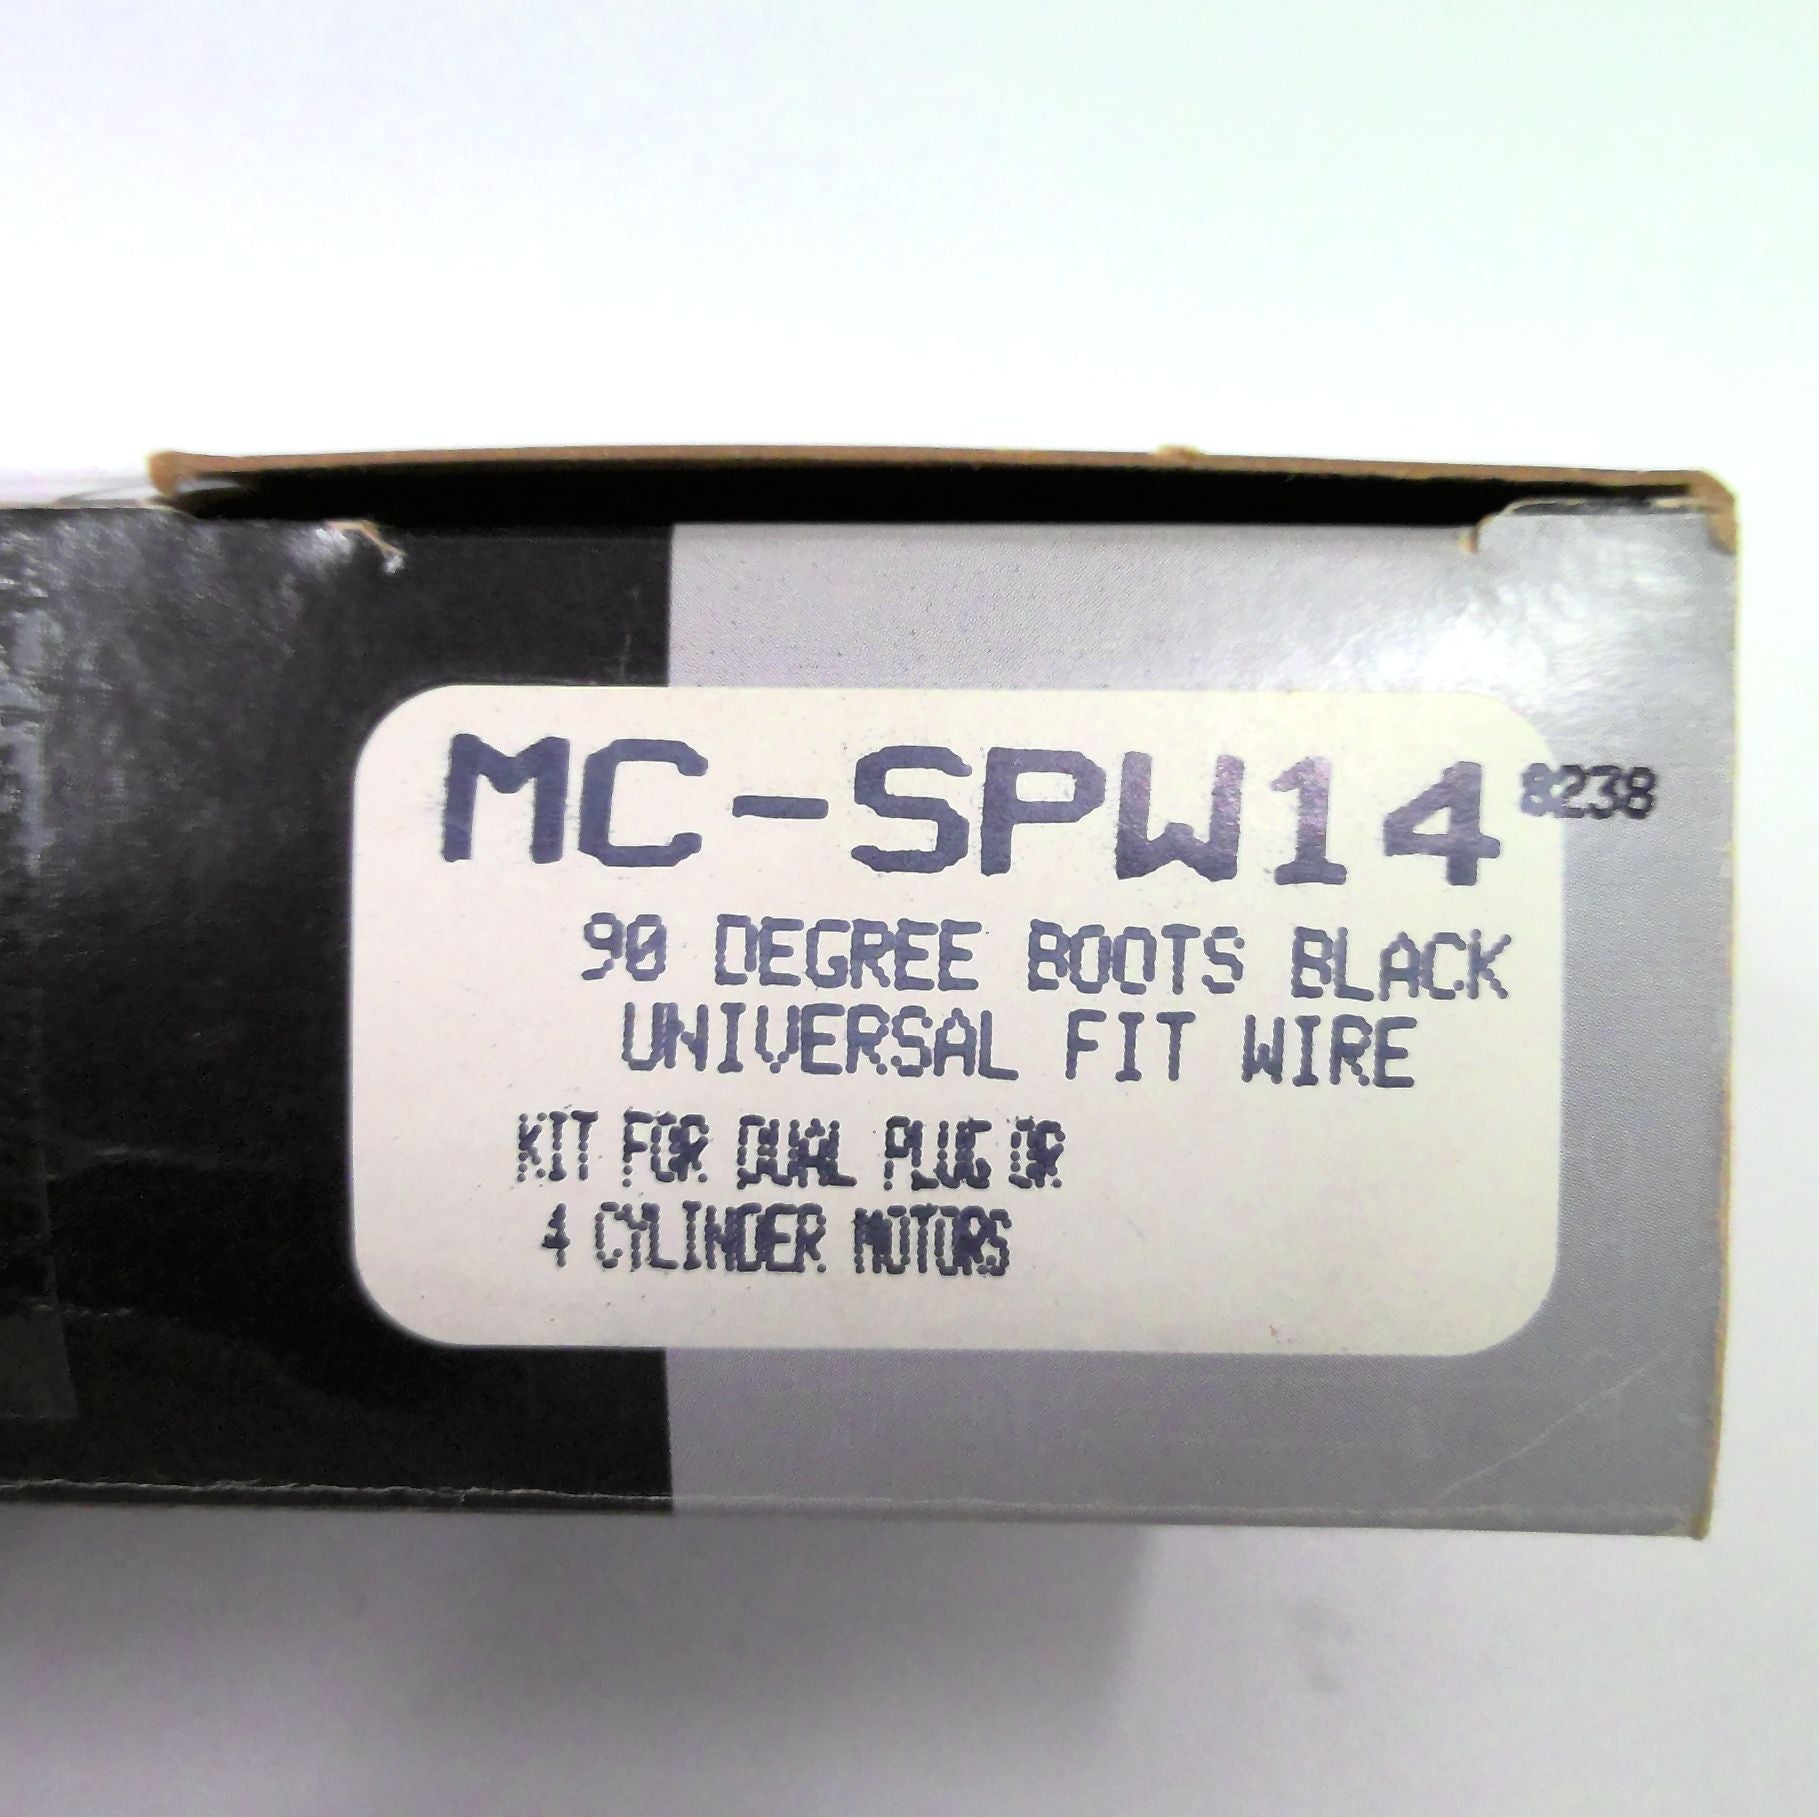 MC-SPW14 8238
90 DEGREE BOOTS BLACK
UNIVERSAL FIT WIRE
KIT FOR DUAL PLUG OR
4 CYLINDER MOTORS